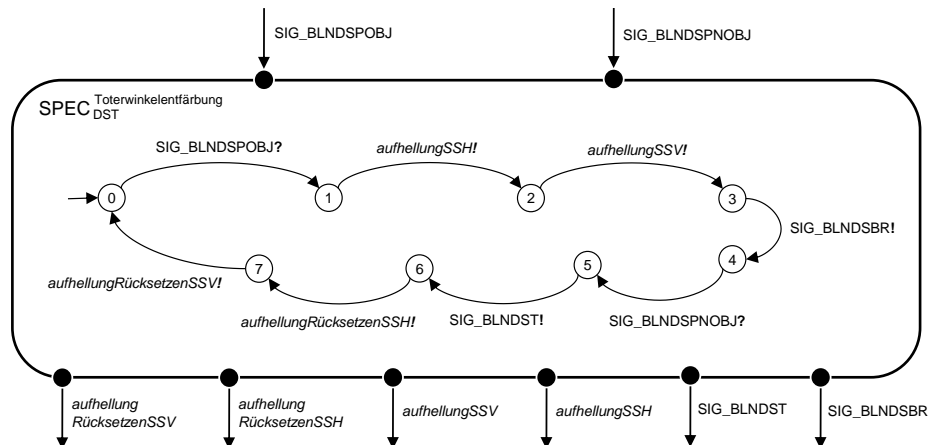 SIG_BLNDSPOBJ
SIG_BLNDSPNOBJ
SPEC Toterwinkelentfärbung
DST
SIG_BLNDSPOBJ?
aufhellungSSH!
aufhellungSSV!
0
1
2
3
SIG_BLNDSBR!
7
6
5
4
aufhellungRücksetzenSSV!
aufhellungRücksetzenSSH!
SIG_BLNDST!
SIG_BLNDSPNOBJ?
aufhellung
RücksetzenSSV
aufhellung
RücksetzenSSH
aufhellungSSV
aufhellungSSH
SIG_BLNDST
SIG_BLNDSBR